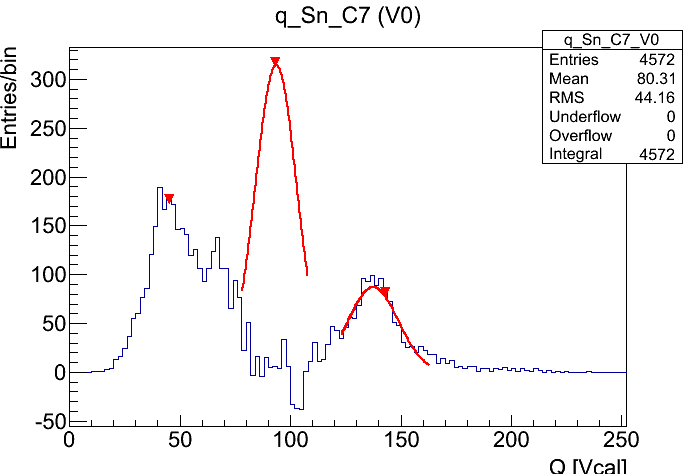 q_Sn_C7 (V0)
q_Sn_C7_V0
Entries 4572
Mean 80.31
RMS 44.16
Underflow 0
Overflow 0
Integral 4572
Entries/bin
300
250
200
150
100
50
0
-50
0 50 100 150 200 250
Q [Vcal]